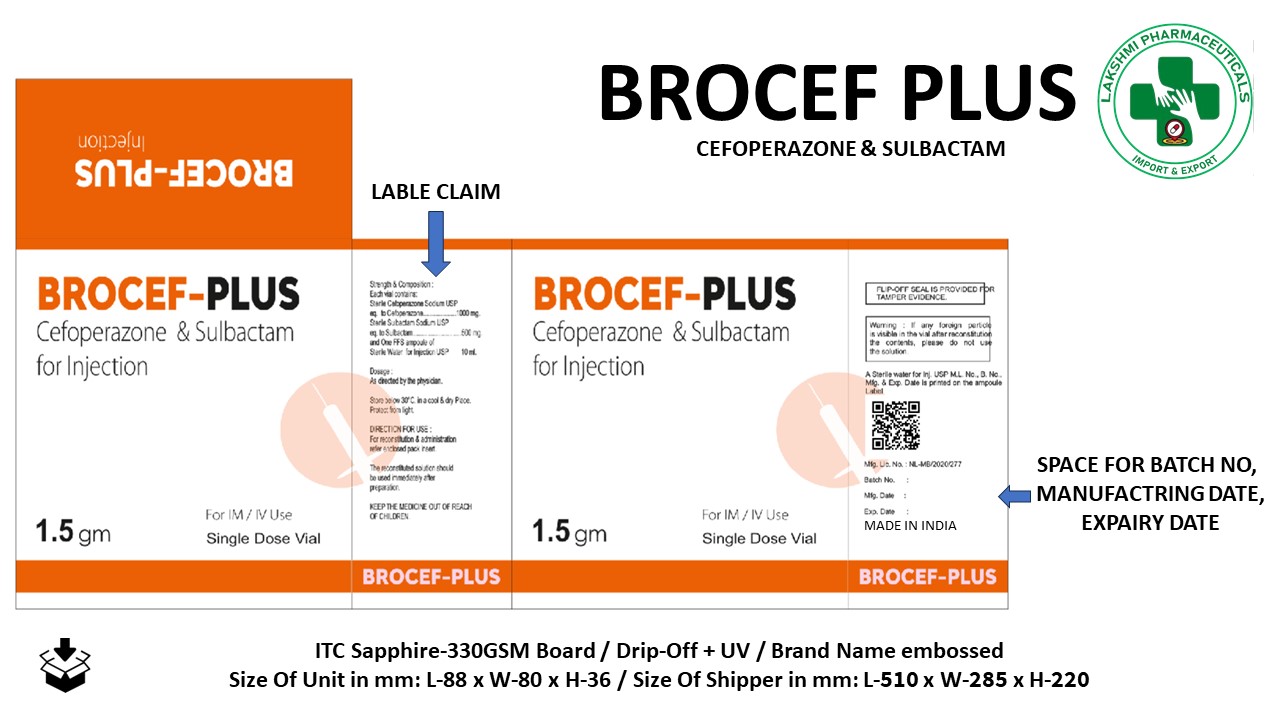 BROCEF PLUS
CEFOPERAZONE & SULBACTAM
LAKSHMI PHARMACEUTICALS
IMPORT & EXPORT
BROCEF-PLUS
Injection
LABLE CLAIM
BROCEF-PLUS
Cefoperazone & Sulbactam
for Injection
1.5 gm
For IM / IV Use
Single Dose Vial
Strength & Composition :
Each vial contains:
Sterile Cefoperazone Sodium USP
eq. to Cefoperazone....................1000 mg.
Sterile Sulbactam Sodium USP
eq. to Sulbactam..........................500 mg
and One FFS ampoule of
Sterile Water for Injection USP 10 ml.
Dosage :
As directed by the physician.
Store below 30°C. in a cool & dry Place.
Protect from light.
DIRECTION FOR USE :
For reconstitution & administration
refer enclosed pack insert.
The reconstituted solution should
be used immediately after
preparation.
KEEP THE MEDICINE OUT OF REACH
OF CHILDREN.
BROCEF-PLUS
BROCEF-PLUS
Cefoperazone & Sulbactam
for Injection
1.5 gm
For IM / IV Use
Single Dose Vial
FLIP-OFF SEAL IS PROVIDED FOR
TAMPER EVIDENCE.
Warning : If any foreign particle
is visible in the vial after reconstitution
the contents, please do not use
the solution
A Sterile water for Inj. USP M.L. No., B. No.,
Mfg. & Exp. Date is printed on the ampoule
Label
Mfg. Lic. No. : NL-MB/2020/277
Batch No. :
Mfg. Date :
Exp. Date :
MADE IN INDIA
BROCEF-PLUS
SPACE FOR BATCH NO,
MANUFACTRING DATE,
EXPAIRY DATE
ITC Sapphire-330GSM Board / Drip-Off + UV / Brand Name embossed
Size Of Unit in mm: L-88 x W-80 x H-36 / Size Of Shipper in mm: L-510 x W-285 x H-220